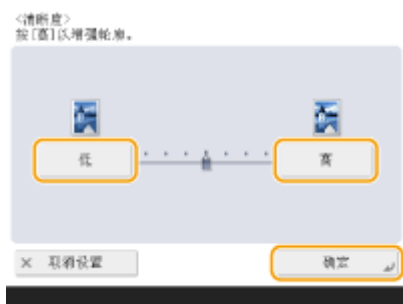 <清晰度>
按[高]以增强轮廓。
低
高
× 取消设置
确定